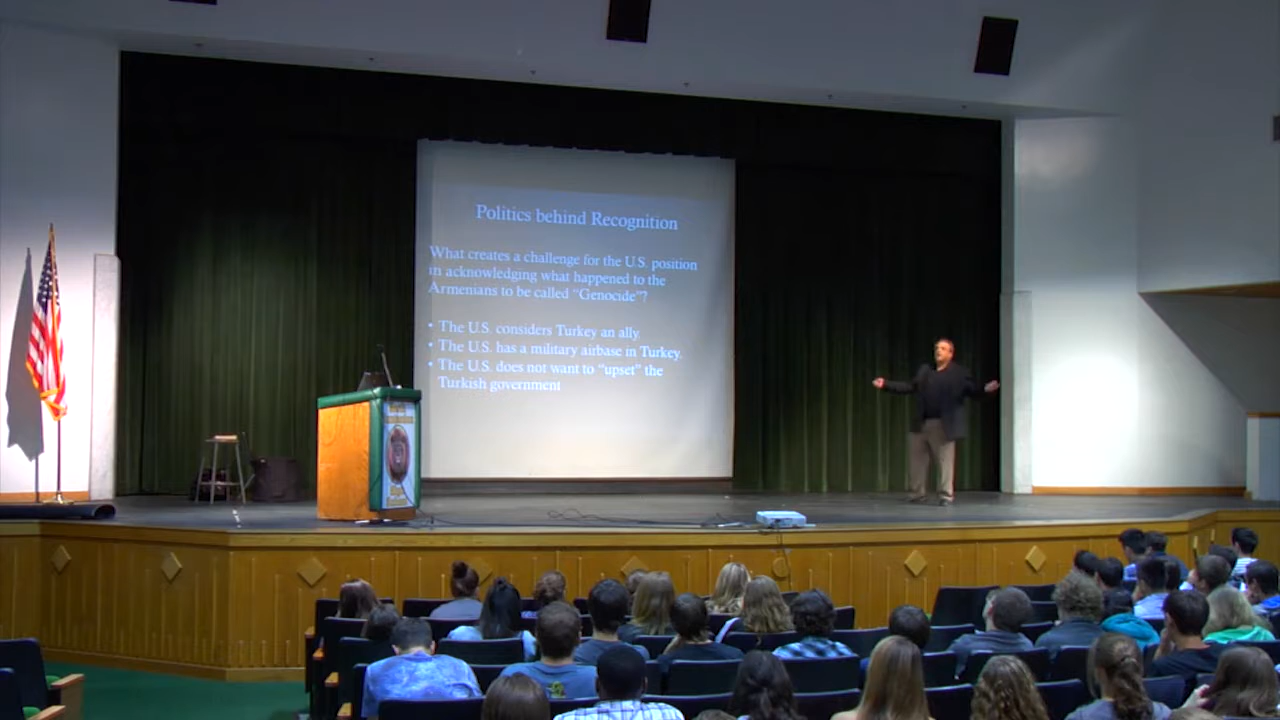 Politics behind Recognition
What creates a challenge for the U.S. position
in acknowledging what happened to the
Armenians to be called “Genocide”?
• The U.S. considers Turkey an ally.
• The U.S. has a military airbase in Turkey.
• The U.S. does not want to “upset” the
Turkish government